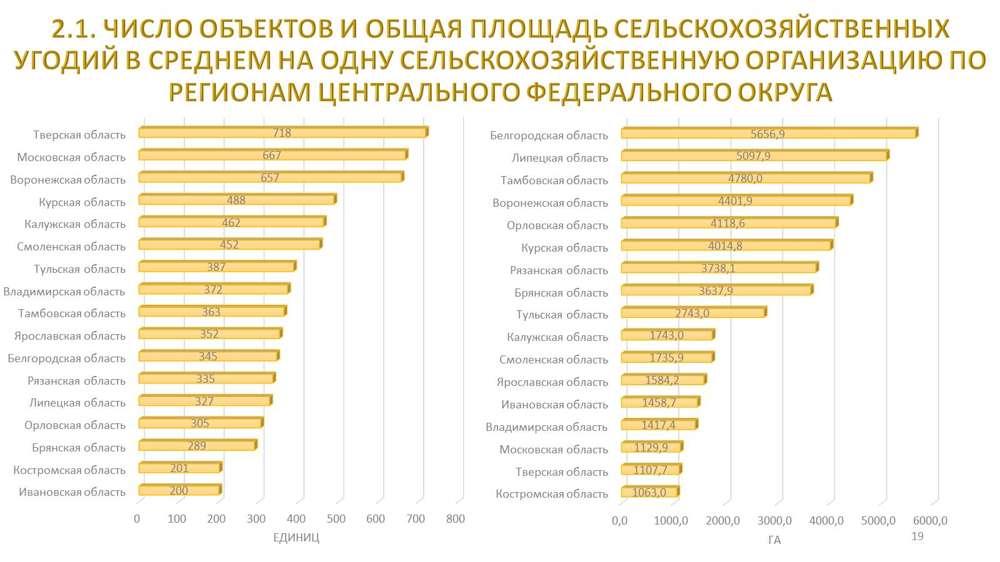 2.1. ЧИСЛО ОБЪЕКТОВ И ОБЩАЯ ПЛОЩАДЬ СЕЛЬСКОХОЗЯЙСТВЕННЫХ
УГОДИЙ В СРЕДНЕМ НА ОДНУ СЕЛЬСКОХОЗЯЙСТВЕННУЮ ОРГАНИЗАЦИЮ ПО
РЕГИОНАМ ЦЕНТРАЛЬНОГО ФЕДЕРАЛЬНОГО ОКРУГА
Тверская область 718
Московская область 667
Воронежская область 657
Курская область 488
Калужская область 462
Смоленская область 452
Тульская область 387
Владимирская область 372
Тамбовская область 363
Ярославская область 352
Белгородская область 345
Рязанская область 335
Липецкая область 327
Орловская область 305
Брянская область 289
Костромская область 201
Ивановская область 200
0 100 200 300 400 500 600 700 800
ЕДИНИЦ
Белгородская область 5656,9
Липецкая область 5097,9
Тамбовская область 4780,0
Воронежская область 4401,9
Орловская область 4118,6
Курская область 4014,8
Рязанская область 3738,1
Брянская область 3637,9
Тульская область 2743,0
Калужская область 1743,0
Смоленская область 1735,9
Ярославская область 1584,2
Ивановская область 1458,7
Владимирская область 1417,4
Московская область 1129,9
Тверская область 1107,7
Костромская область 1063,0
0,0 1000,0 2000,0 3000,0 4000,0 5000,0 6000,0
ГА
19